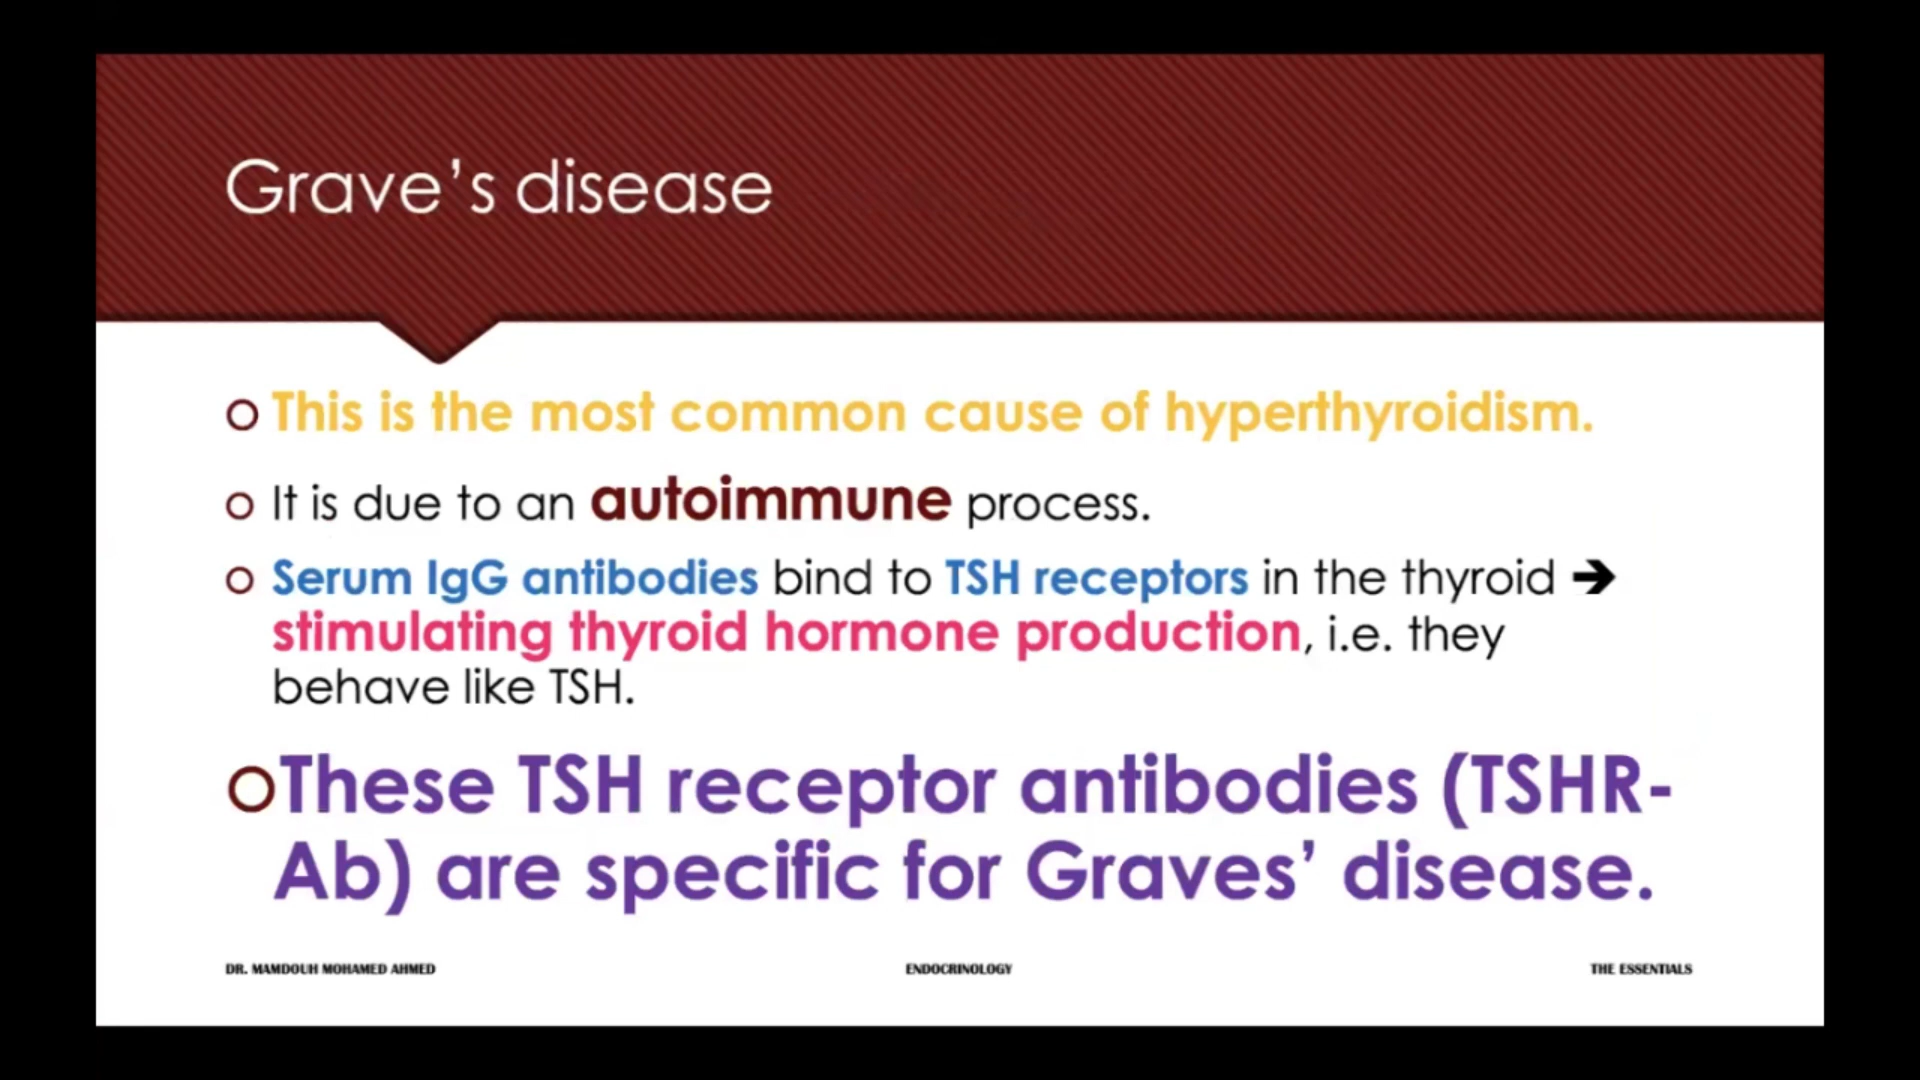 Grave’s disease
This is the most common cause of hyperthyroidism.
It is due to an autoimmune process.
Serum IgG antibodies bind to TSH receptors in the thyroid ➔
stimulating thyroid hormone production, i.e. they
behave like TSH.
These TSH receptor antibodies (TSHR-
Ab) are specific for Graves’ disease.
DR. MAMDOUH MOHAMED AHMED
ENDOCRINOLOGY
THE ESSENTIALS